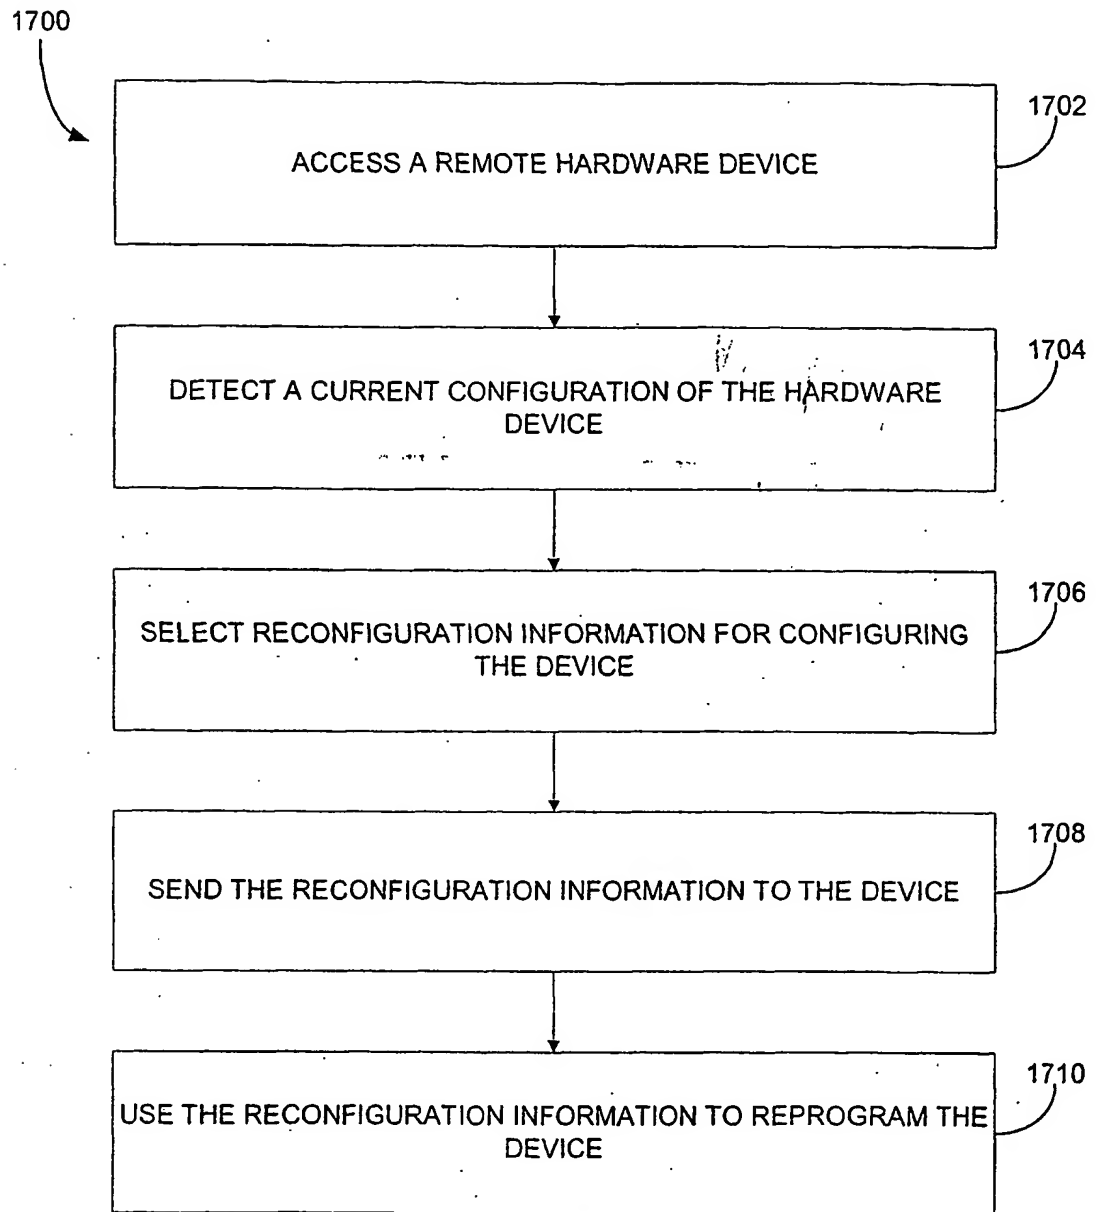 1700
1702
ACCESS A REMOTE HARDWARE DEVICE
1704
DETECT A CURRENT CONFIGURATION OF THE HARDWARE
DEVICE
1706
SELECT RECONFIGURATION INFORMATION FOR CONFIGURING
THE DEVICE
1708
SEND THE RECONFIGURATION INFORMATION TO THE DEVICE
1710
USE THE RECONFIGURATION INFORMATION TO REPROGRAM THE
DEVICE